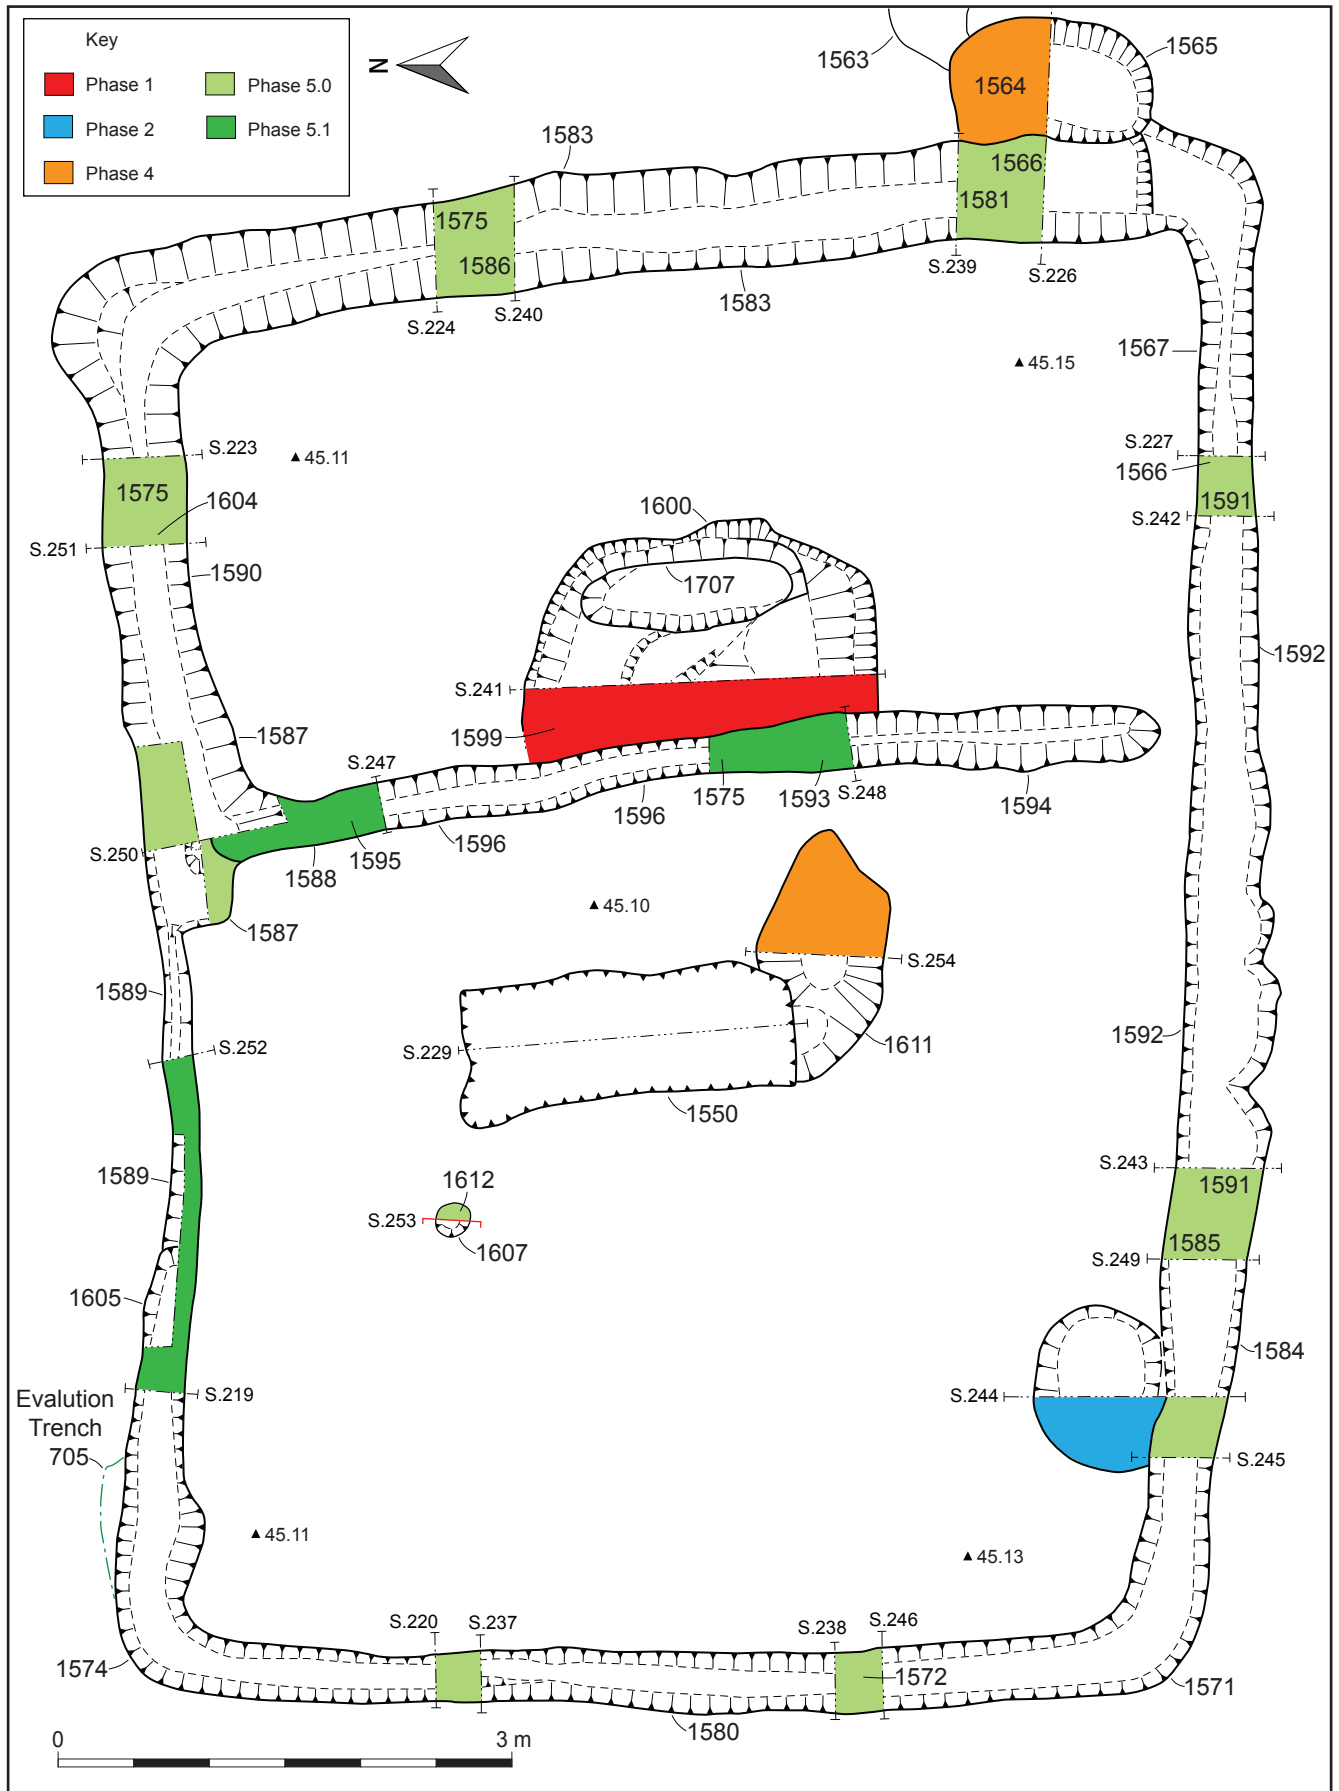 Key
Phase 1
Phase 5.0
Phase 2
Phase 5.1
Phase 4
N
1563
1564
1565
1583
1566
1581
1575
1586
S.239
S.226
S.240
S.224
1583
1567
45.15
S.227
S.223
45.11
1566
1575
1604
1591
S.242
1600
S.251
1590
1707
1592
S.241
1599
1587
S.247
1575
1593
S.248
1594
1596
1596
S.250
1595
1588
45.10
1587
S.254
1589
1592
1611
S.252
S.229
1550
S.243
1589
1612
1591
S.253
1607
1585
S.249
1605
1584
Evalution
Trench
705
S.219
S.244
S.245
45.11
45.13
S.220
S.237
S.238
S.246
1574
1572
1571
1580
0
3 m